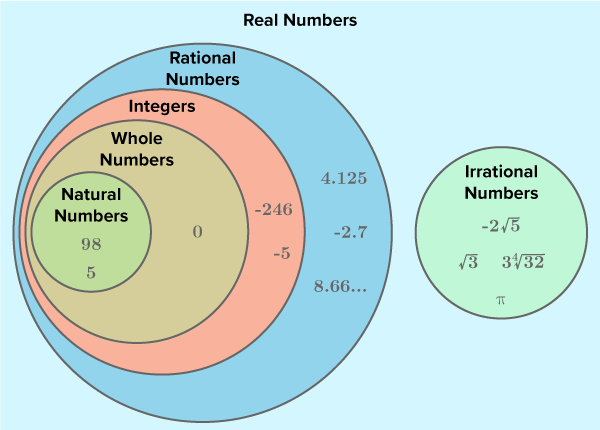 Real Numbers
Rational
Numbers
Integers
Whole
Numbers
Natural
Numbers
98
5
0
-246
-5
4.125
-2.7
8.66...
Irrational
Numbers
-2√5
√3 3∜32
π